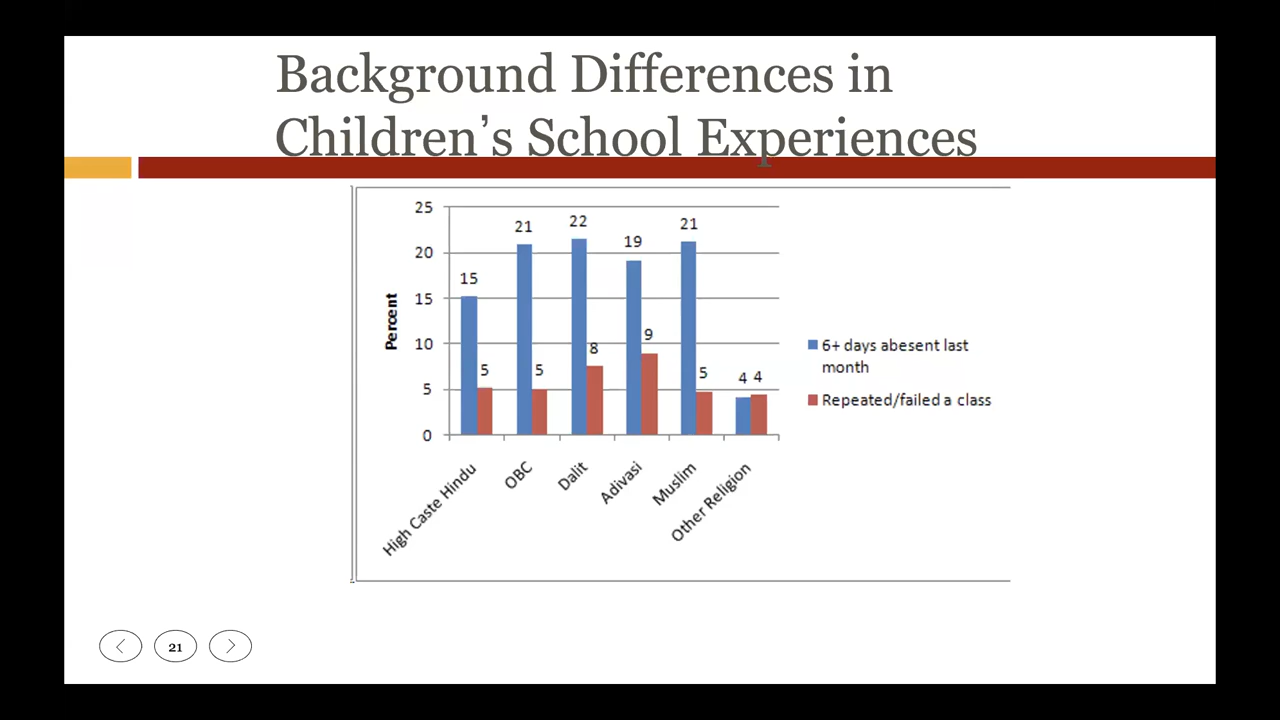 Background Differences in
Children’s School Experiences
25
20
15
10
5
0
Percent
15
5
21
5
22
8
19
9
21
5
4
4
High Caste Hindu
OBC
Dalit
Adivasi
Muslim
Other Religion
6+ days abesent last
month
Repeated/failed a class
21